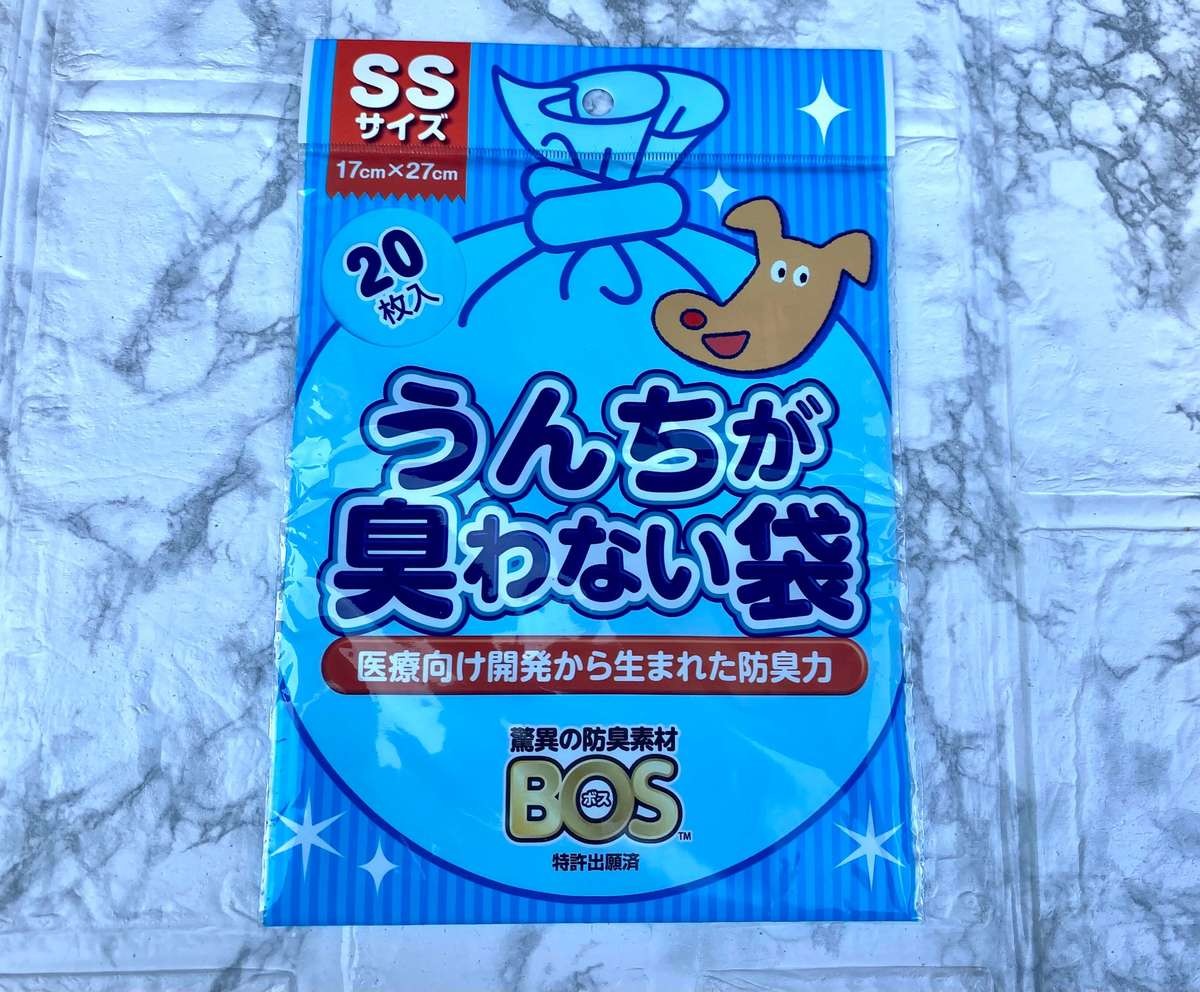 SS
サイズ
17cm×27cm
20
枚入
うんちが
臭わない袋
医療向け開発から生まれた防臭力
驚異の防臭素材
BOS
ボス
TM
特許出願済